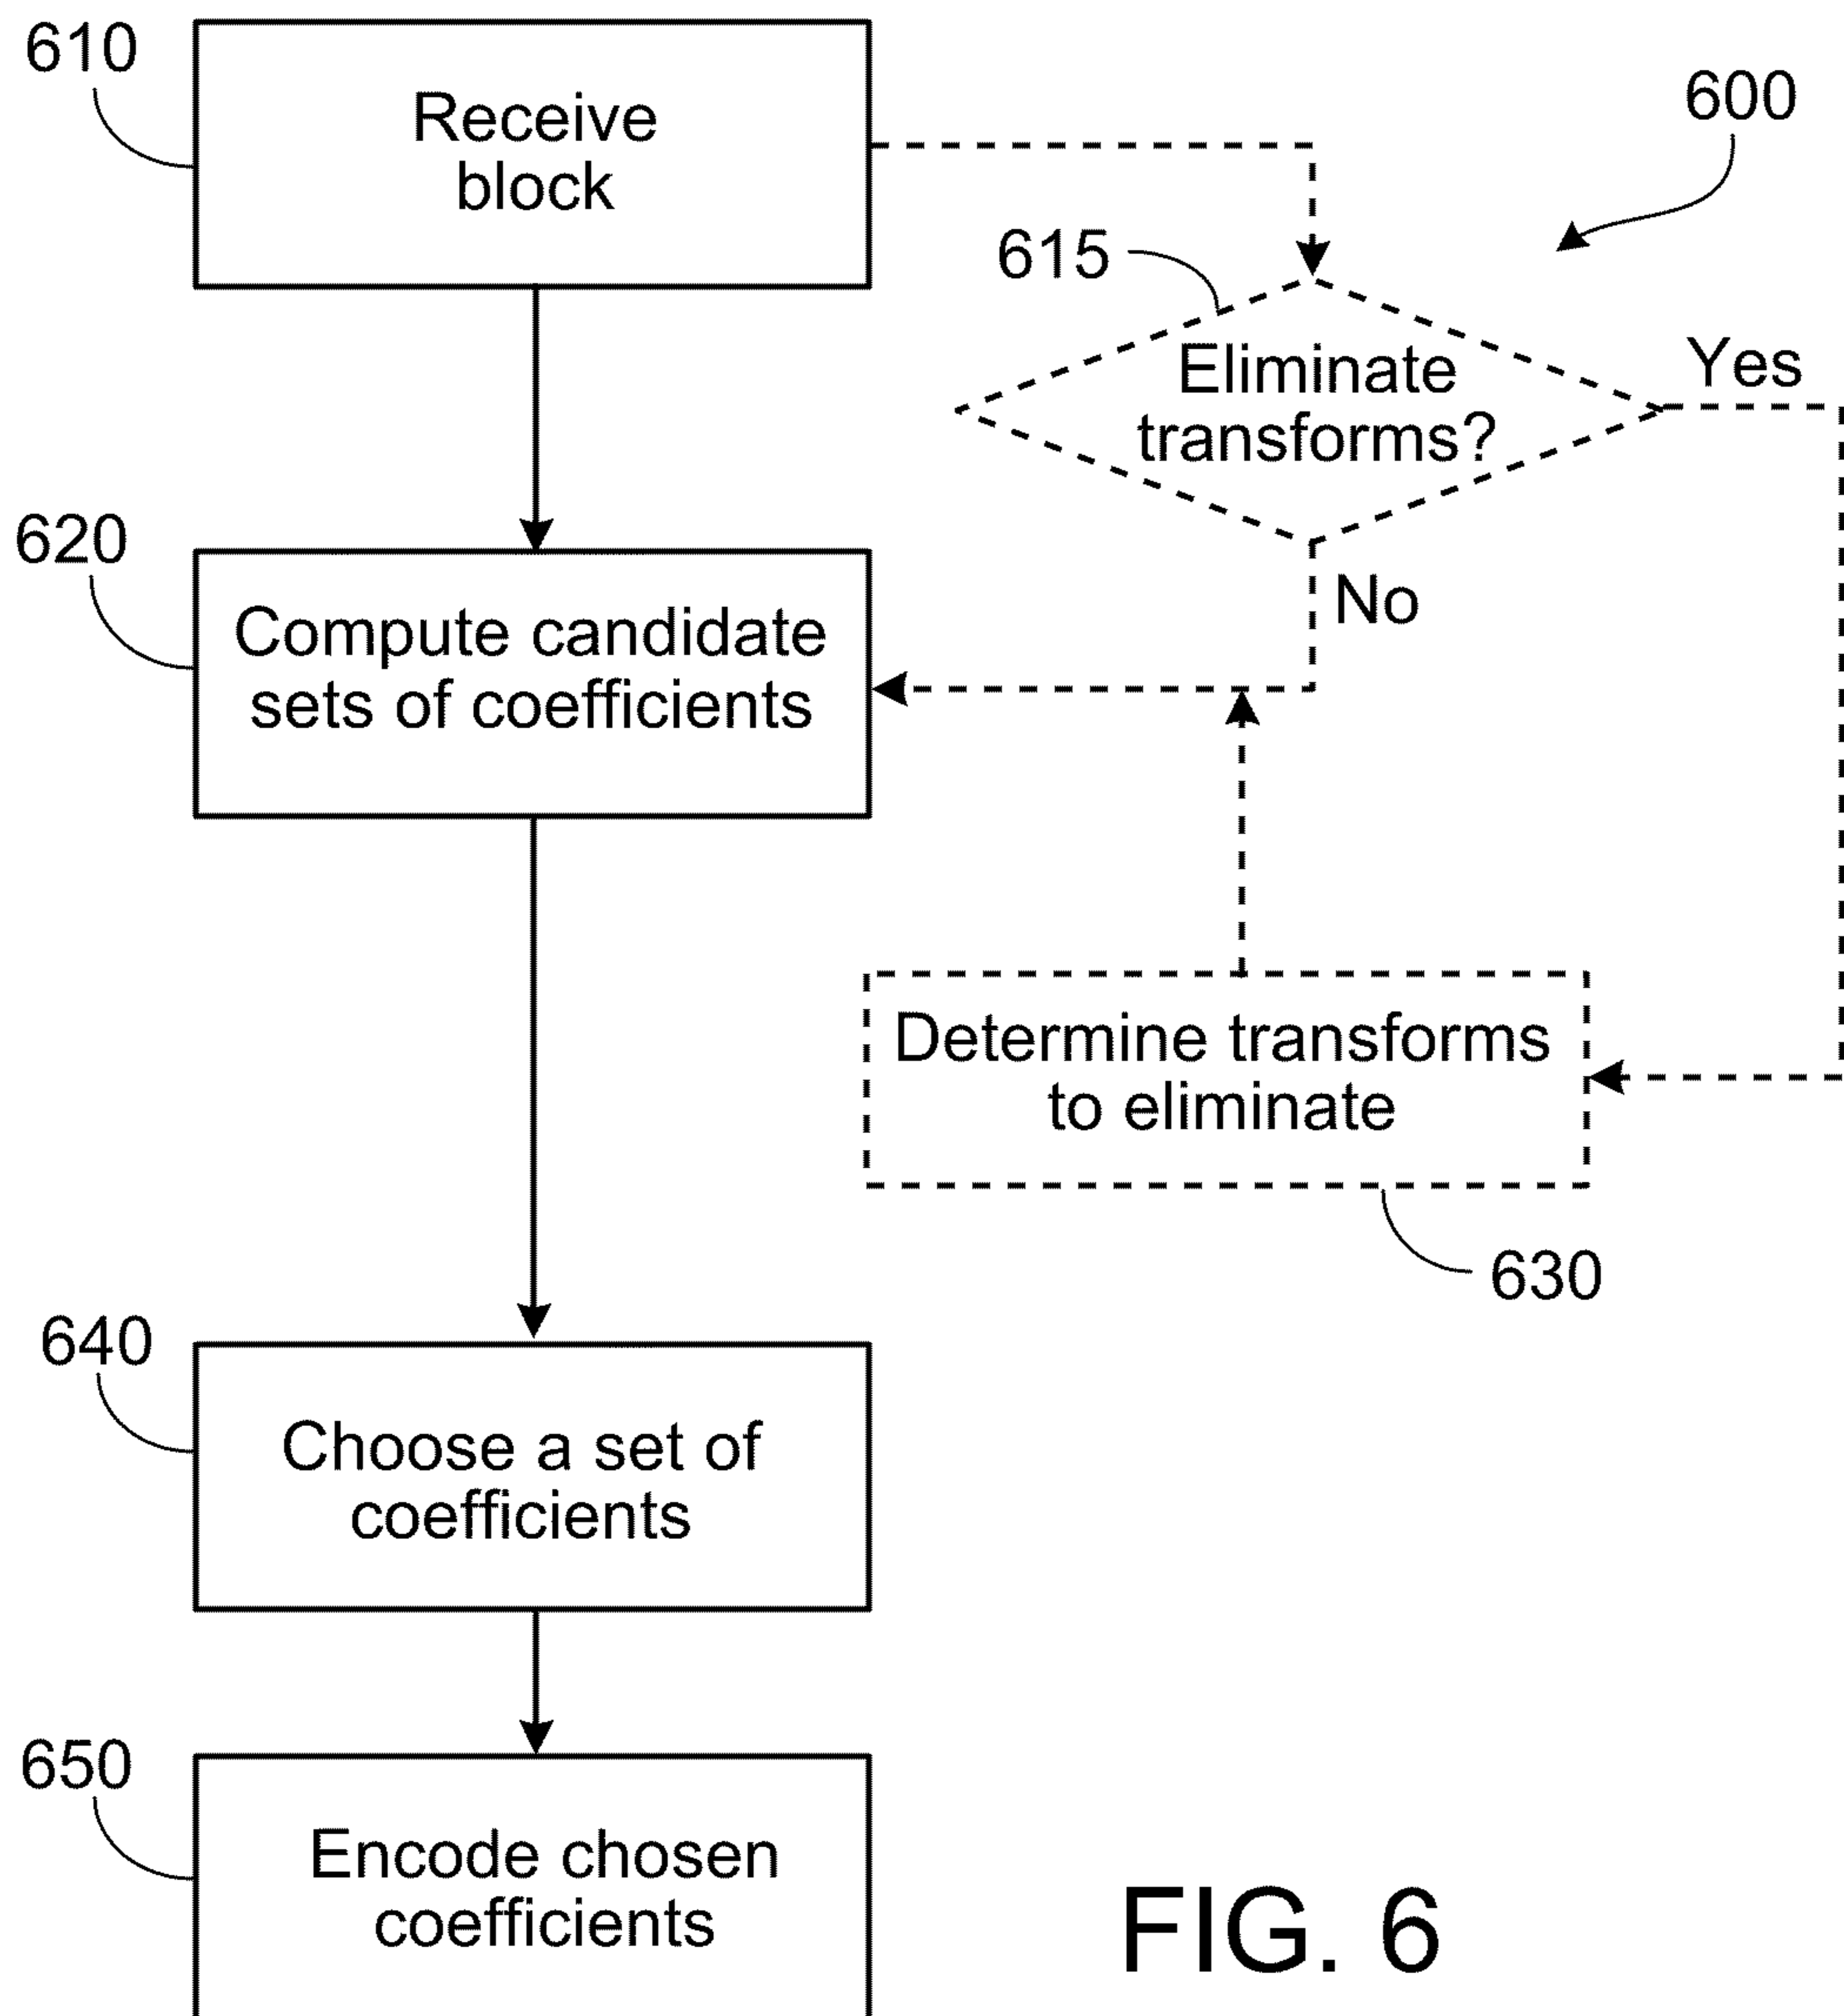 610
Receive
block
600
615
Eliminate
transforms?
Yes
No
620
Compute candidate
sets of coefficients
Determine transforms
to eliminate
630
640
Choose a set of
coefficients
650
Encode chosen
coefficients
FIG. 6